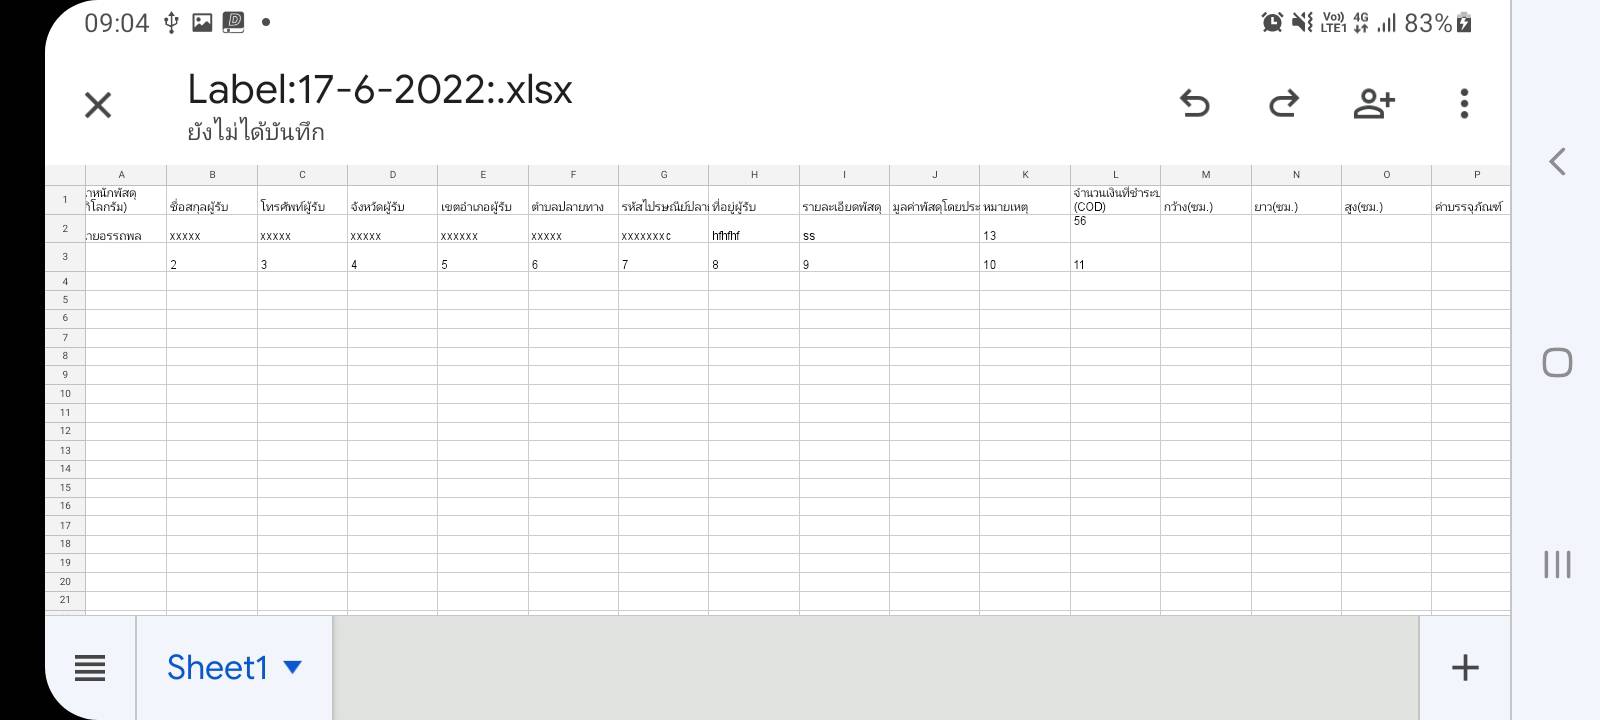 09:04
Vo)) LTE1 4G 83%
Label:17-6-2022:.xlsx
ยังไม่ได้บันทึก
A B C D E F G H I J K L M N O P
1 าหนักพัสดุ ชื่อสกุลผู้รับ โทรศัพท์ผู้รับ จังหวัดผู้รับ เขตอำเภอผู้รับ ตำบลปลายทาง รหัสไปรษณีย์ปลา ที่อยู่ผู้รับ รายละเอียดพัสดุ มูลค่าพัสดุโดยประ หมายเหตุ จำนวนเงินที่ชำระ กว้าง(ซม.) ยาว(ซม.) สูง(ซม.) ค่าบรรจุภัณฑ์
กิโลกรัม) (COD)
2 ายอรรถพล xxxxx xxxxx xxxxx xxxxxx xxxxx xxxxxxxc hfhfhf ss 13 56
3 2 3 4 5 6 7 8 9 10 11
4
5
6
7
8
9
10
11
12
13
14
15
16
17
18
19
20
21
Sheet1